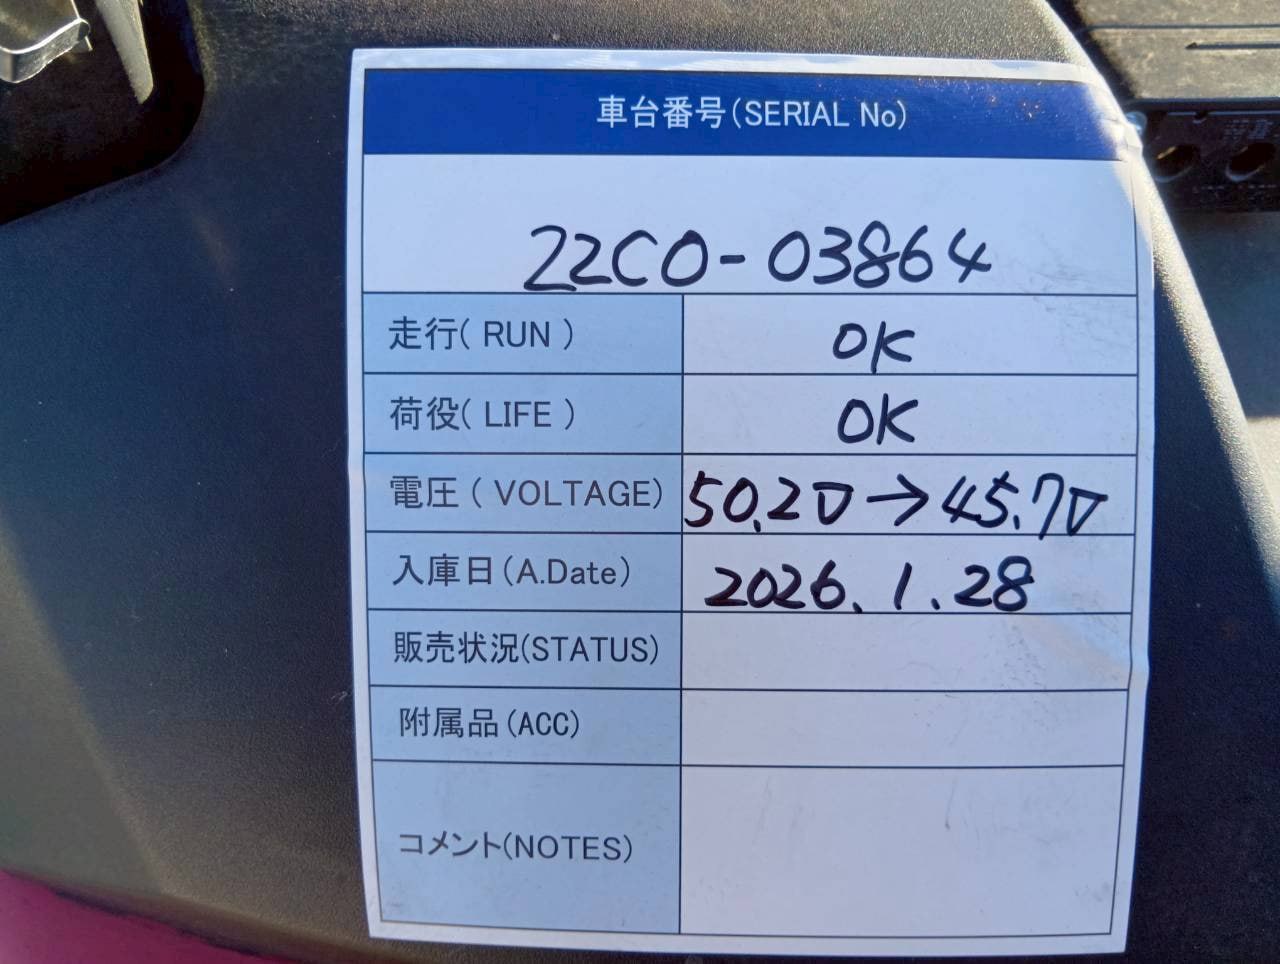 車台番号(SERIAL No)
22C0-03864
走行( RUN ) OK
荷役( LIFE ) OK
電圧( VOLTAGE) 50.2V→45.7V
入庫日(A.Date) 2026.1.28
販売状況(STATUS)
附属品(ACC)
コメント(NOTES)